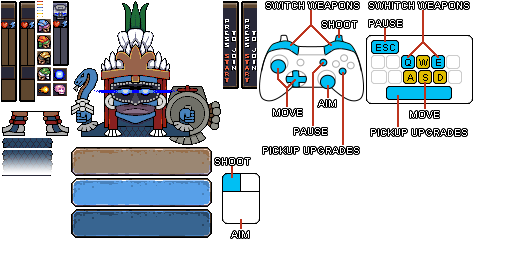 SWITCH WEAPONS
SHOOT
MOVE
AIM
PAUSE
PICKUP UPGRADES
SWHITCH WEAPONS
PAUSE
ESC
Q W E
A S D
MOVE
PICKUP UPGRADES
PRESS START
TO JOIN
PRESS START
TO JOIN
SHOOT
AIM